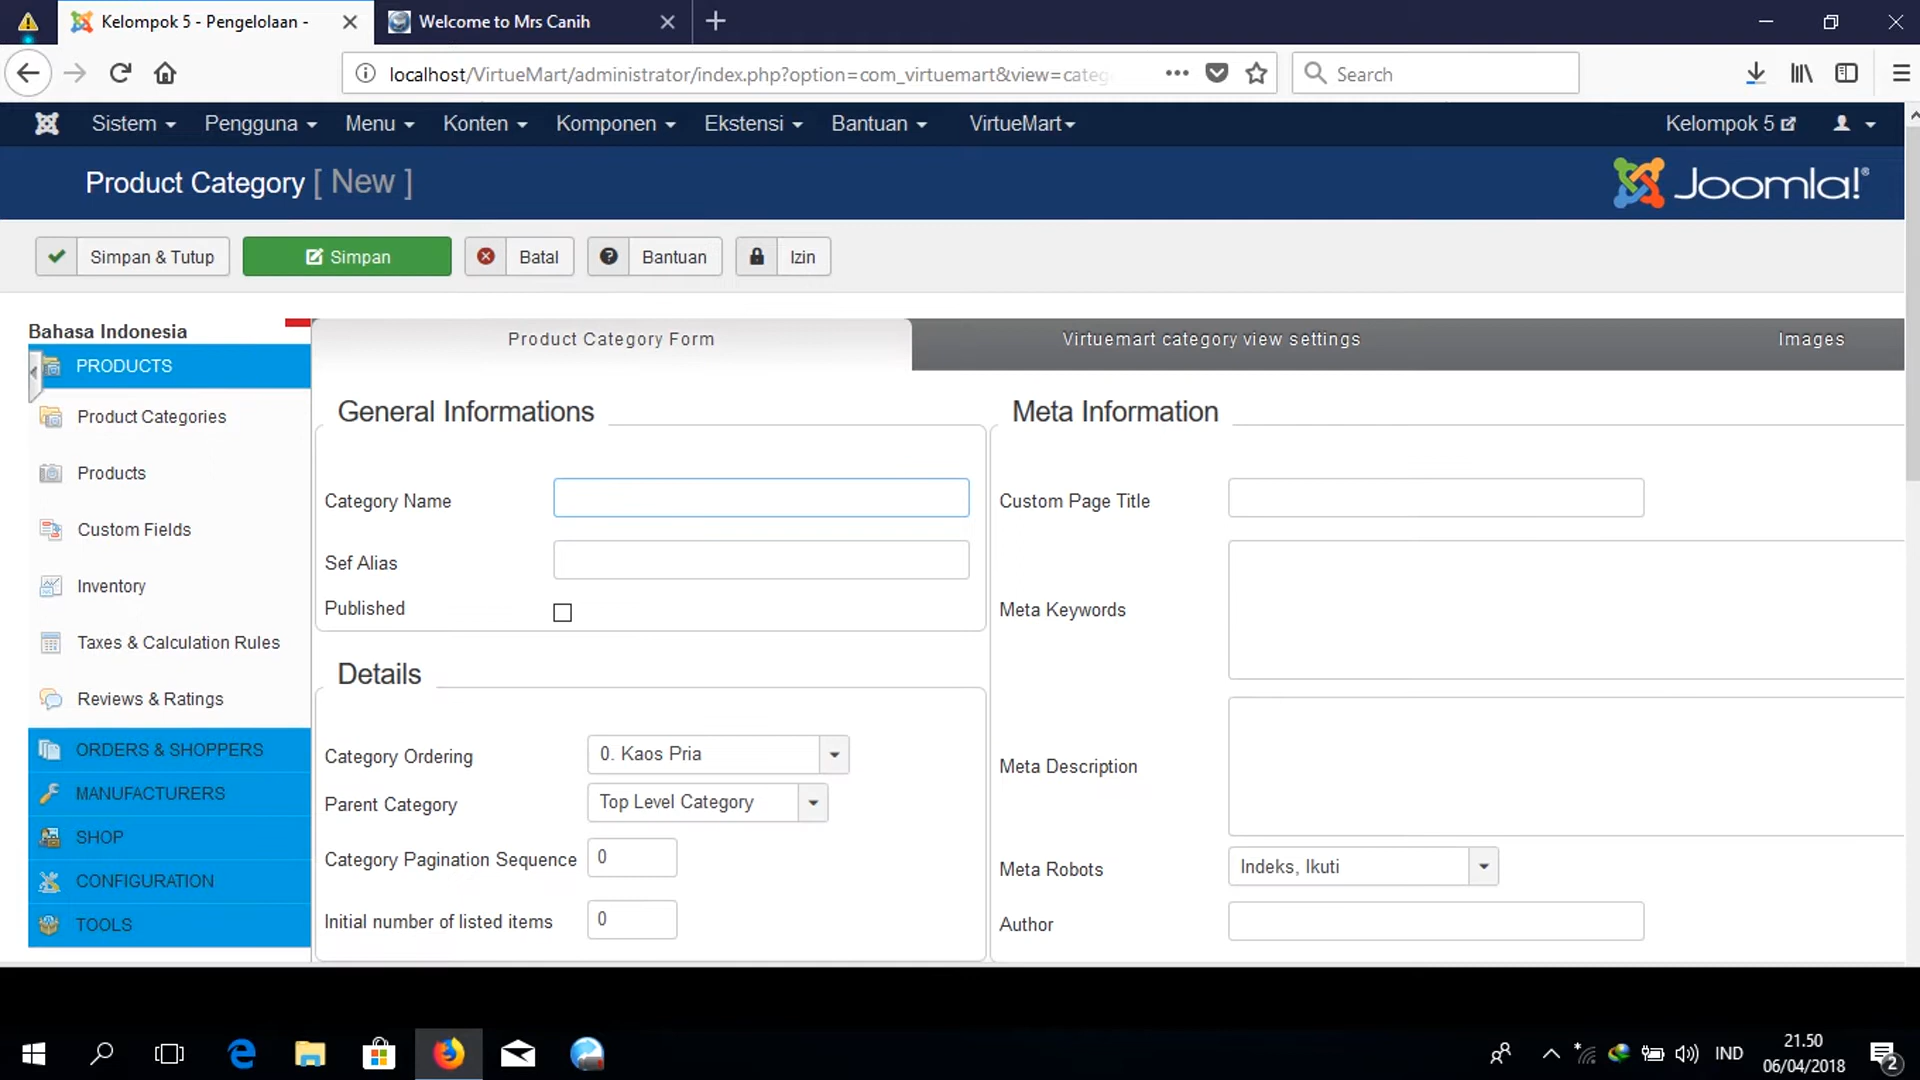 Kelompok 5 - Pengelolaan -
Welcome to Mrs Canih
localhost/VirtueMart/administrator/index.php?option=com_virtuemart&view=categ
Search
Sistem
Pengguna
Menu
Konten
Komponen
Ekstensi
Bantuan
VirtueMart
Kelompok 5
Product Category [ New ]
Joomla!®
Simpan & Tutup
Simpan
Batal
Bantuan
Izin
Bahasa Indonesia
PRODUCTS
Product Categories
Products
Custom Fields
Inventory
Taxes & Calculation Rules
Reviews & Ratings
ORDERS & SHOPPERS
MANUFACTURERS
SHOP
CONFIGURATION
TOOLS
Product Category Form
Virtuemart category view settings
Images
General Informations
Category Name
Sef Alias
Published
Details
Category Ordering
0. Kaos Pria
Parent Category
Top Level Category
Category Pagination Sequence
0
Initial number of listed items
0
Meta Information
Custom Page Title
Meta Keywords
Meta Description
Meta Robots
Indeks, Ikuti
Author
IND
21.50
06/04/2018
2